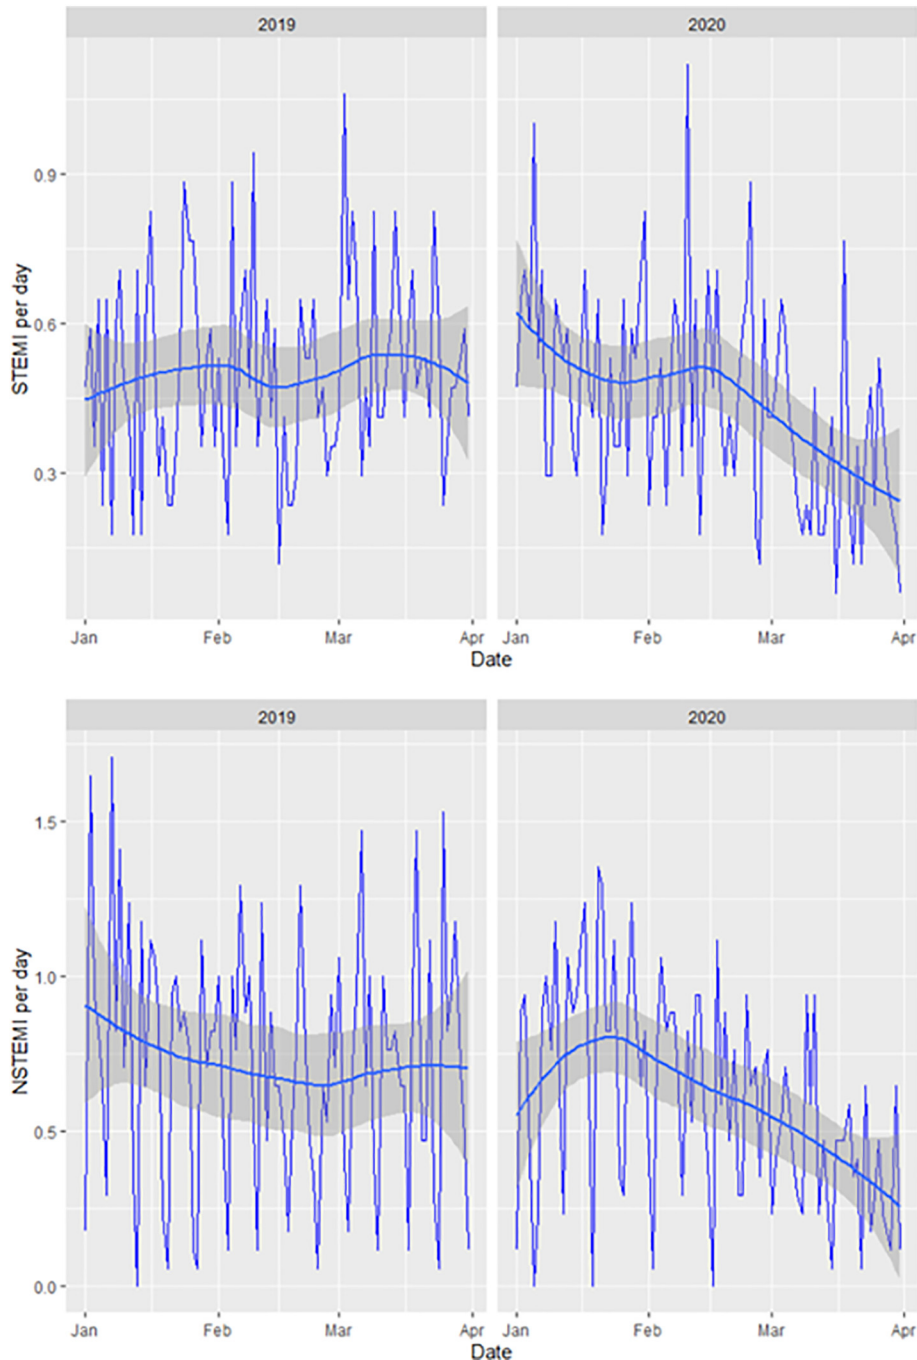 2019 2020
STEMI per day
0.9
0.6
0.3
Jan Feb Mar Apr Jan Feb Mar Apr
Date
2019 2020
NSTEMI per day
1.5
1.0
0.5
0.0
Jan Feb Mar Apr Jan Feb Mar Apr
Date